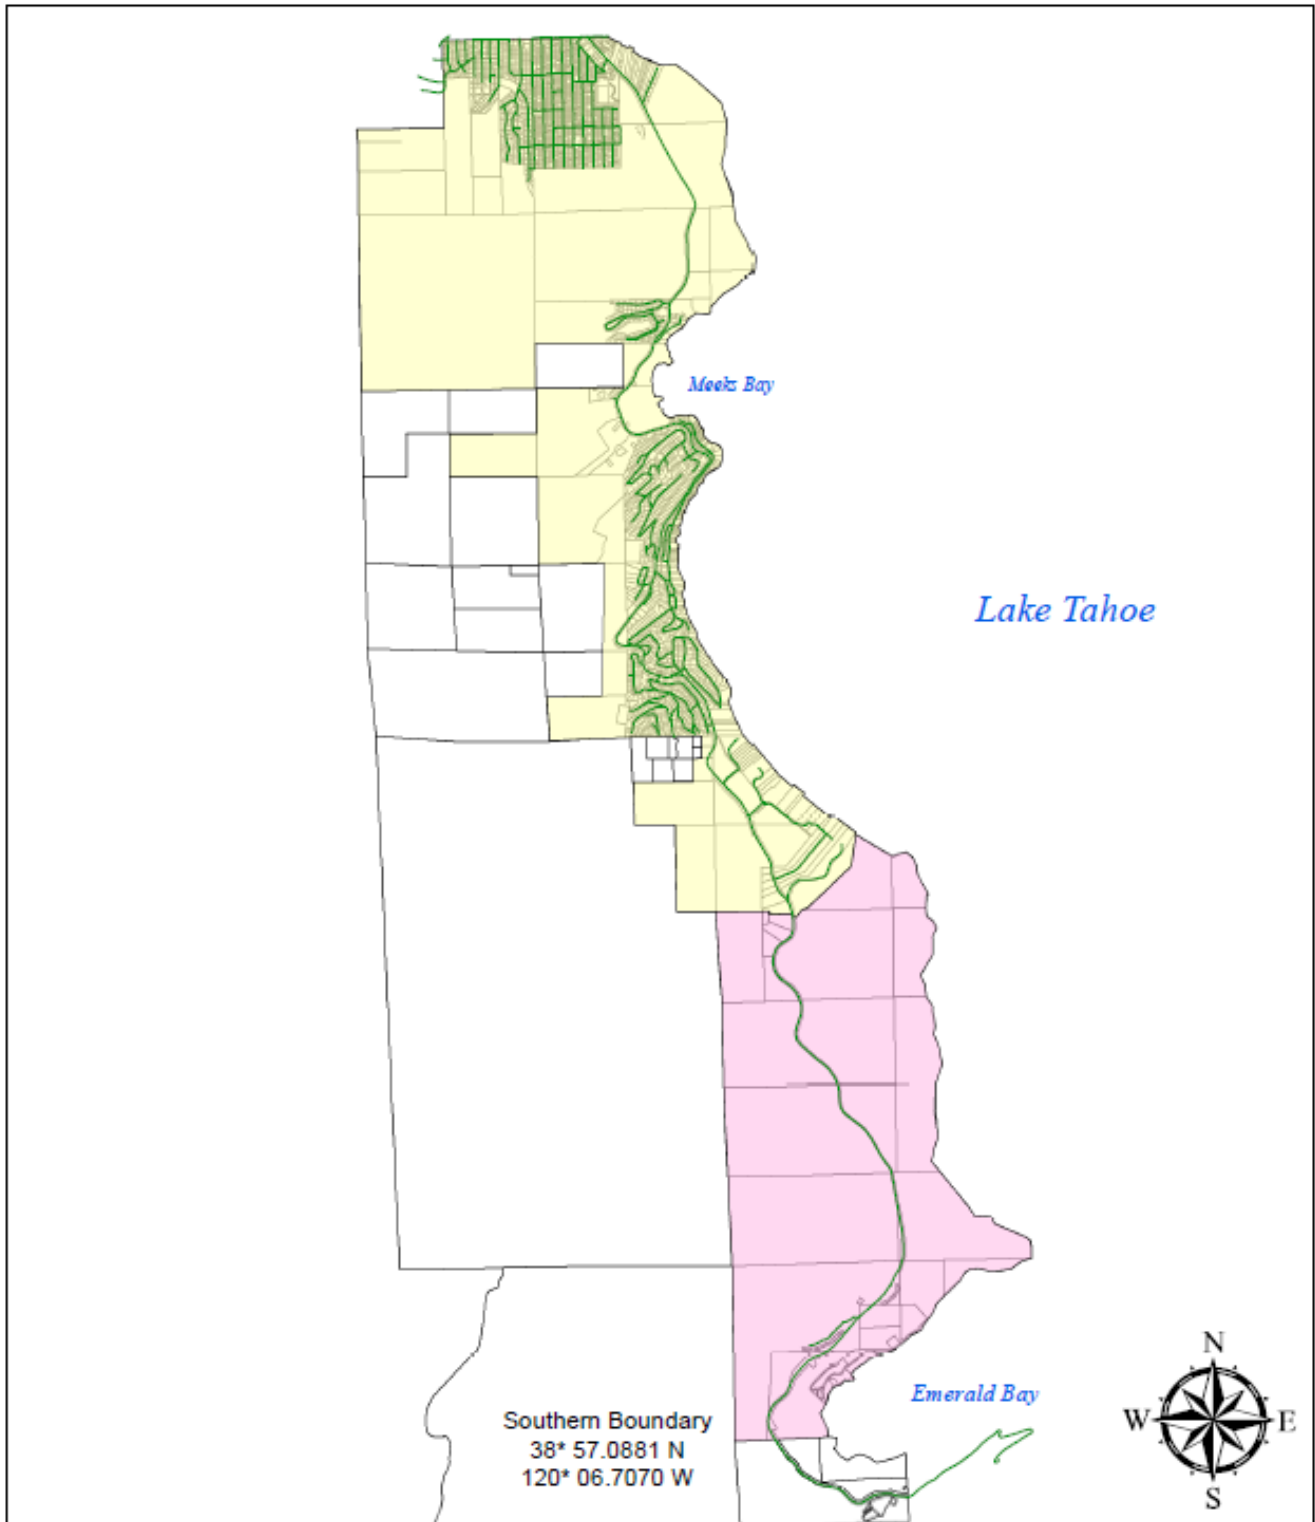 Meeks Bay
Lake Tahoe
Emerald Bay
Southern Boundary
38* 57.0881 N
120* 06.7070 W
N
W
E
S